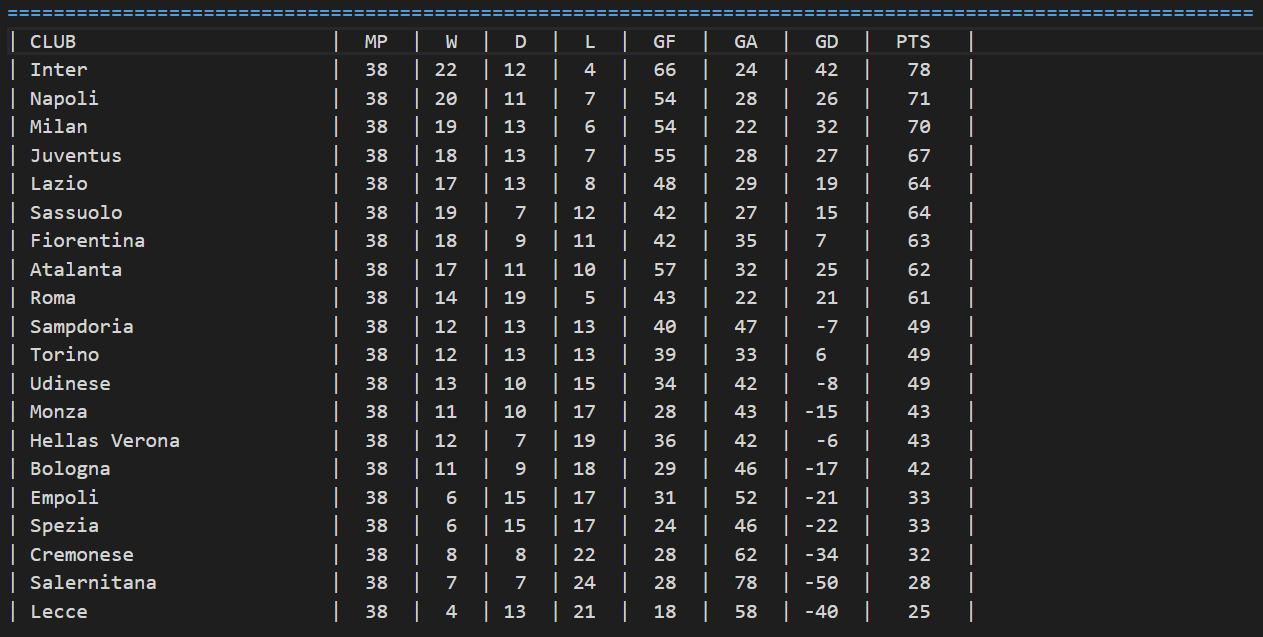 ============================================================================================================
| CLUB | MP | W | D | L | GF | GA | GD | PTS |
| Inter | 38 | 22 | 12 | 4 | 66 | 24 | 42 | 78 |
| Napoli | 38 | 20 | 11 | 7 | 54 | 28 | 26 | 71 |
| Milan | 38 | 19 | 13 | 6 | 54 | 22 | 32 | 70 |
| Juventus | 38 | 18 | 13 | 7 | 55 | 28 | 27 | 67 |
| Lazio | 38 | 17 | 13 | 8 | 48 | 29 | 19 | 64 |
| Sassuolo | 38 | 19 | 7 | 12 | 42 | 27 | 15 | 64 |
| Fiorentina | 38 | 18 | 9 | 11 | 42 | 35 | 7 | 63 |
| Atalanta | 38 | 17 | 11 | 10 | 57 | 32 | 25 | 62 |
| Roma | 38 | 14 | 19 | 5 | 43 | 22 | 21 | 61 |
| Sampdoria | 38 | 12 | 13 | 13 | 40 | 47 | -7 | 49 |
| Torino | 38 | 12 | 13 | 13 | 39 | 33 | 6 | 49 |
| Udinese | 38 | 13 | 10 | 15 | 34 | 42 | -8 | 49 |
| Monza | 38 | 11 | 10 | 17 | 28 | 43 | -15 | 43 |
| Hellas Verona | 38 | 12 | 7 | 19 | 36 | 42 | -6 | 43 |
| Bologna | 38 | 11 | 9 | 18 | 29 | 46 | -17 | 42 |
| Empoli | 38 | 6 | 15 | 17 | 31 | 52 | -21 | 33 |
| Spezia | 38 | 6 | 15 | 17 | 24 | 46 | -22 | 33 |
| Cremonese | 38 | 8 | 8 | 22 | 28 | 62 | -34 | 32 |
| Salernitana | 38 | 7 | 7 | 24 | 28 | 78 | -50 | 28 |
| Lecce | 38 | 4 | 13 | 21 | 18 | 58 | -40 | 25 |